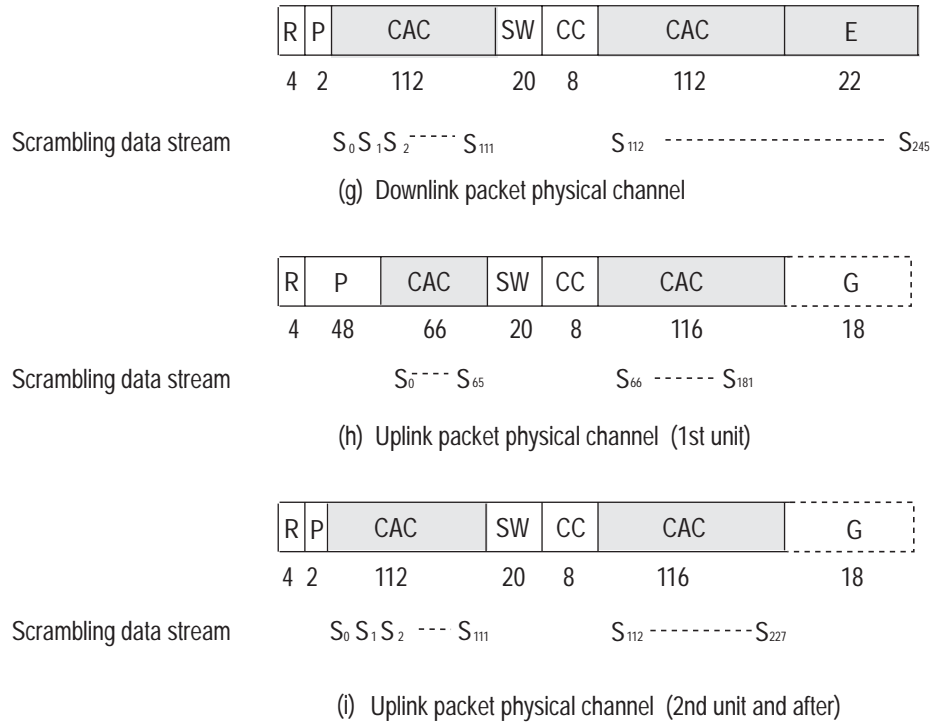 R P CAC SW CC CAC E
4 2 112 20 8 112 22
Scrambling data stream S0 S1 S2 ----- S111 S112 ---------------- S245
(g) Downlink packet physical channel
R P CAC SW CC CAC G
4 48 66 20 8 116 18
Scrambling data stream S0 ---- S65 S66 ------ S181
(h) Uplink packet physical channel (1st unit)
R P CAC SW CC CAC G
4 2 112 20 8 116 18
Scrambling data stream S0 S1 S2 ---- S111 S112 ---------- S227
(i) Uplink packet physical channel (2nd unit and after)